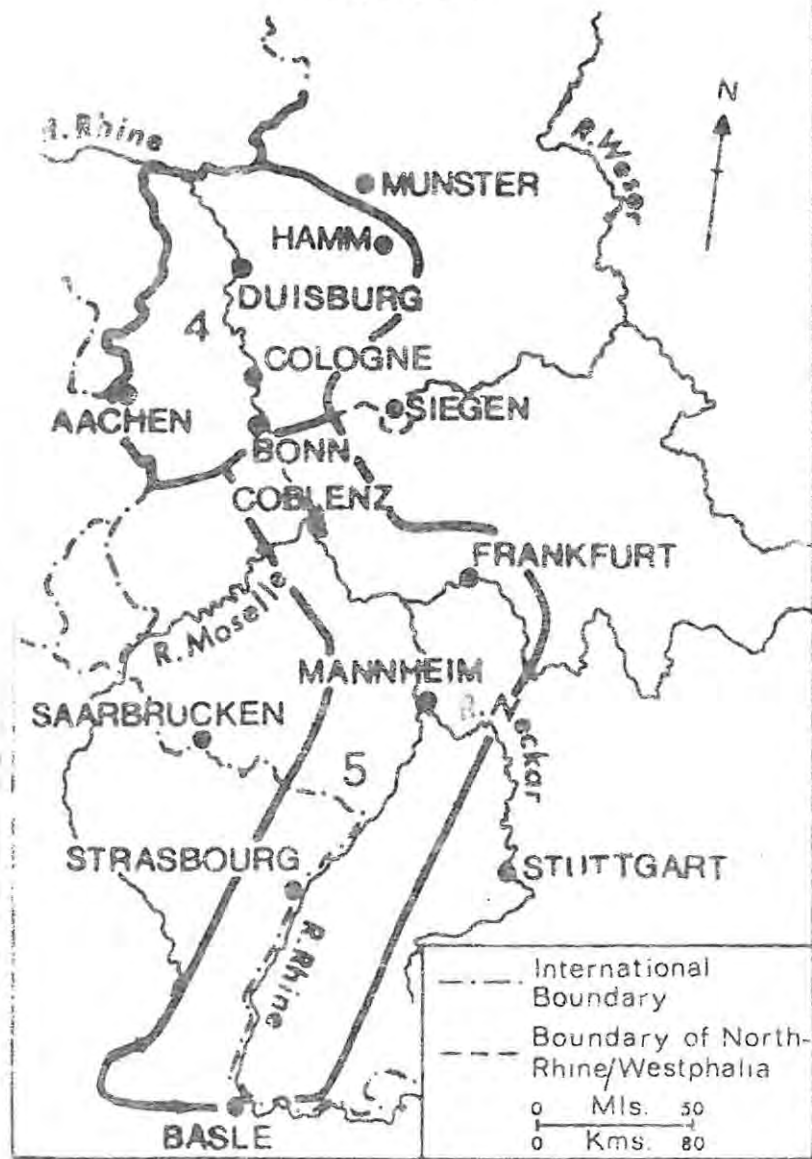 R. Rhine
N
R. Weser
MUNSTER
HAMM
DUISBURG
4
COLOGNE
AACHEN
SIEGEN
BONN
COBLENZ
FRANKFURT
R. Moselle
MANNHEIM
R. Neckar
SAARBRUCKEN
5
STRASBOURG
STUTTGART
R. Rhine
BASLE
International
Boundary
Boundary of North-
Rhine/Westphalia
0 Mls. 50
0 Kms. 80